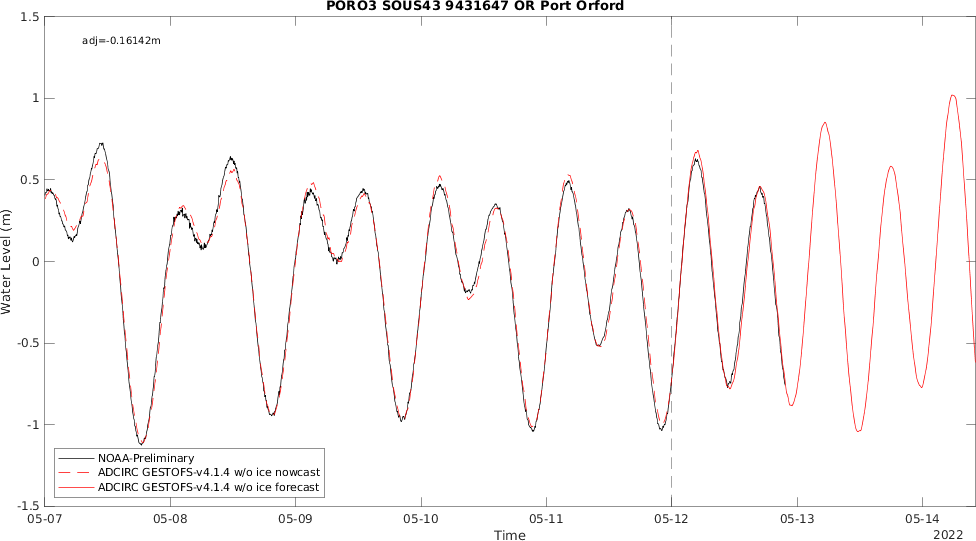 PORO3 SOUS43 9431647 OR Port Orford
adj=-0.16142m
1.5
1
0.5
0
-0.5
-1
-1.5
Water Level (m)
NOAA-Preliminary
ADCIRC GESTOFS-v4.1.4 w/o ice nowcast
ADCIRC GESTOFS-v4.1.4 w/o ice forecast
05-07 05-08 05-09 05-10 05-11 05-12 05-13 05-14
Time
2022